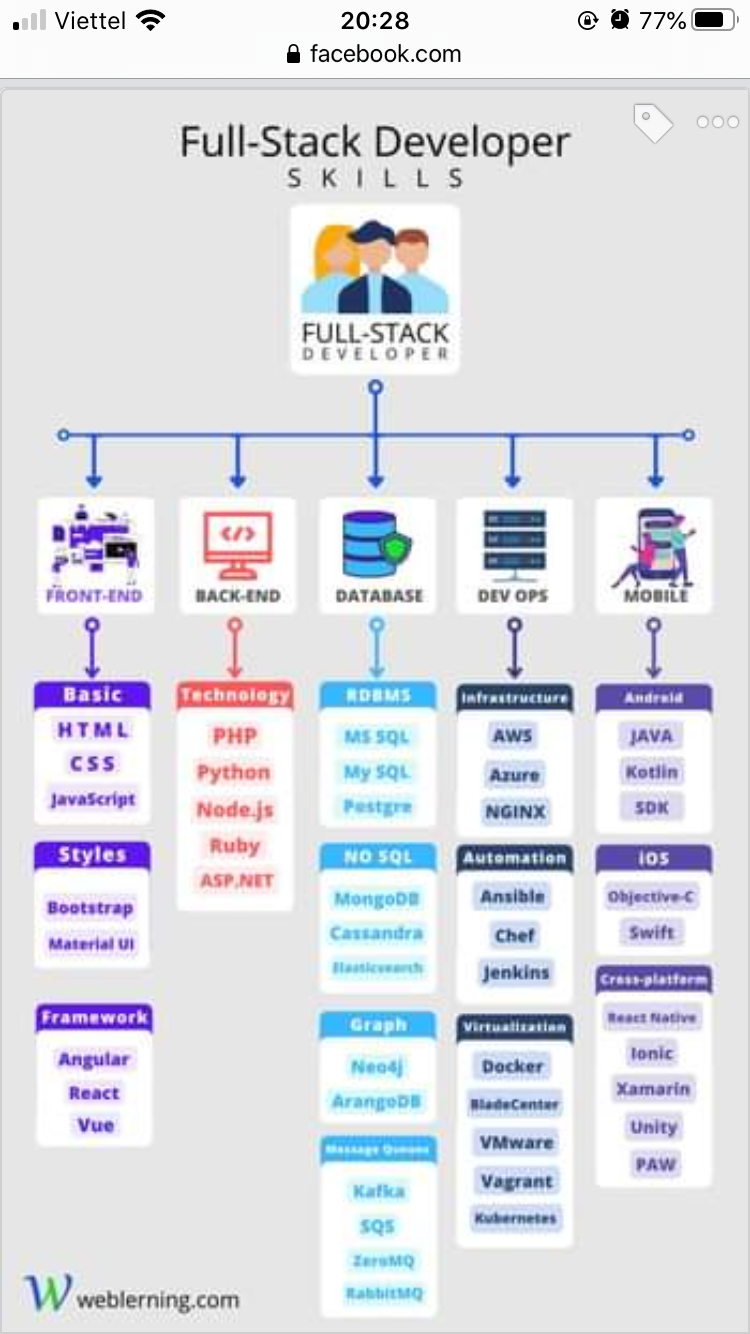 Viettel 20:28 77%
facebook.com
Full-Stack Developer
SKILLS
FULL-STACK
DEVELOPER
FRONT-END
Basic
HTML
CSS
JavaScript
Styles
Bootstrap
Material UI
Framework
Angular
React
Vue
BACK-END
Technology
PHP
Python
Node.js
Ruby
ASP.NET
DATABASE
RDBMS
MS SQL
My SQL
Postgre
NO SQL
MongoDB
Cassandra
Elasticsearch
Graph
Neo4j
ArangoDB
Message Queues
Kafka
SQS
ZeroMQ
RabbitMQ
DEV OPS
Infrastructure
AWS
Azure
NGINX
Automation
Ansible
Chef
Jenkins
Virtualization
Docker
BladeCenter
VMware
Vagrant
Kubernetes
MOBILE
Android
JAVA
Kotlin
SDK
iOS
Objective-C
Swift
Cross-platform
React Native
Ionic
Xamarin
Unity
PAW
weblerning.com